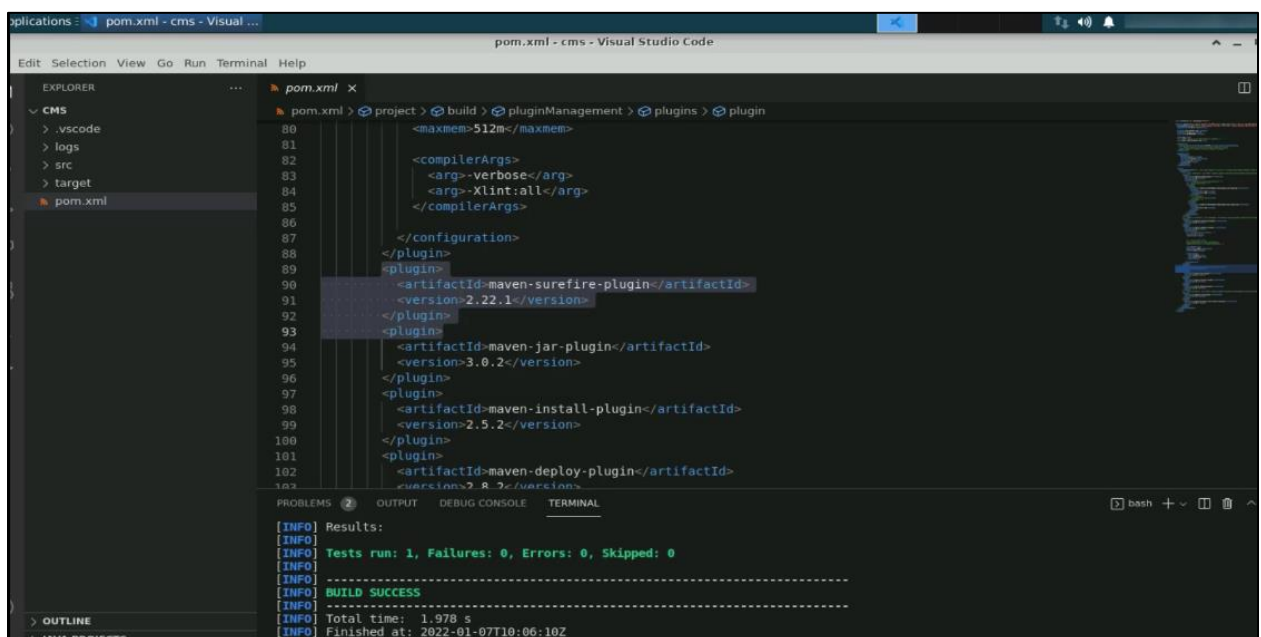 pplications : pom.xml - cms - Visual ...
pom.xml - cms - Visual Studio Code
Edit Selection View Go Run Terminal Help
EXPLORER ...
CMS
> .vscode
> logs
> src
> target
pom.xml
> OUTLINE
pom.xml ×
pom.xml > project > build > pluginManagement > plugins > plugin
80 <maxmem>512m</maxmem>
81
82 <compilerArgs>
83 <arg>-verbose</arg>
84 <arg>-Xlint:all</arg>
85 </compilerArgs>
86
87 </configuration>
88 </plugin>
89 <plugin>
90 <artifactId>maven-surefire-plugin</artifactId>
91 <version>2.22.1</version>
92 </plugin>
93 <plugin>
94 <artifactId>maven-jar-plugin</artifactId>
95 <version>3.0.2</version>
96 </plugin>
97 <plugin>
98 <artifactId>maven-install-plugin</artifactId>
99 <version>2.5.2</version>
100 </plugin>
101 <plugin>
102 <artifactId>maven-deploy-plugin</artifactId>
103 <version>2.8.2</version>
PROBLEMS 2 OUTPUT DEBUG CONSOLE TERMINAL
bash
[INFO] Results:
[INFO]
[INFO] Tests run: 1, Failures: 0, Errors: 0, Skipped: 0
[INFO]
[INFO] ------------------------------------------------------------------------
[INFO] BUILD SUCCESS
[INFO] ------------------------------------------------------------------------
[INFO] Total time: 1.978 s
[INFO] Finished at: 2022-01-07T10:06:10Z